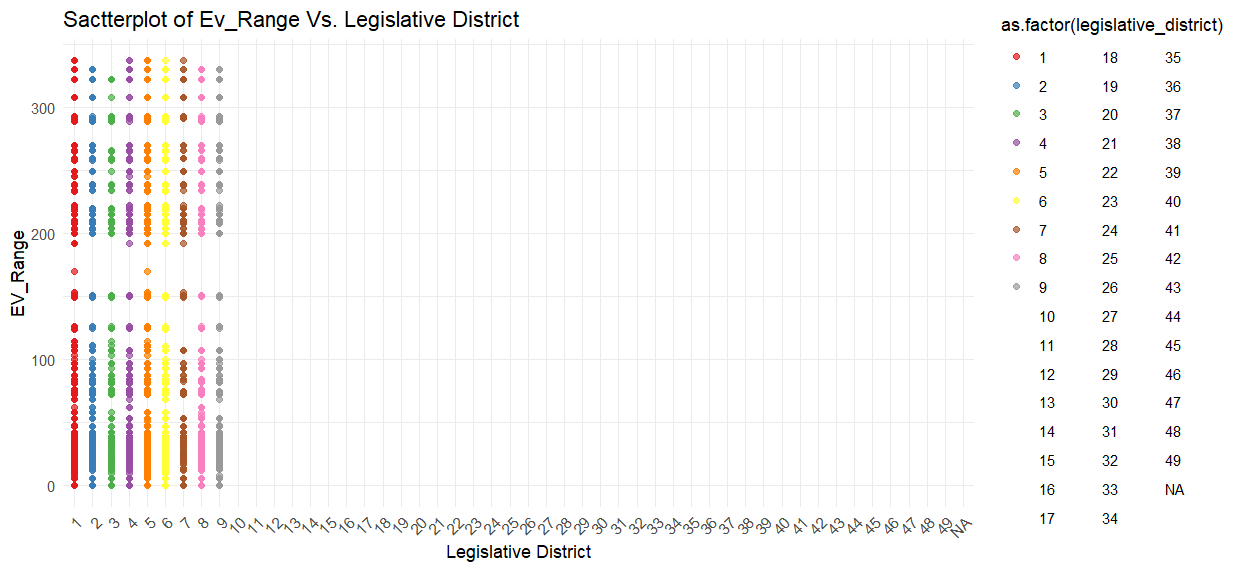 Sactterplot of Ev_Range Vs. Legislative District
EV_Range
300
200
100
0
1 2 3 4 5 6 7 8 9 10 11 12 13 14 15 16 17 18 19 20 21 22 23 24 25 26 27 28 29 30 31 32 33 34 35 36 37 38 39 40 41 42 43 44 45 46 47 48 49 NA
Legislative District
as.factor(legislative_district)
1 18 35
2 19 36
3 20 37
4 21 38
5 22 39
6 23 40
7 24 41
8 25 42
9 26 43
10 27 44
11 28 45
12 29 46
13 30 47
14 31 48
15 32 49
16 33 NA
17 34